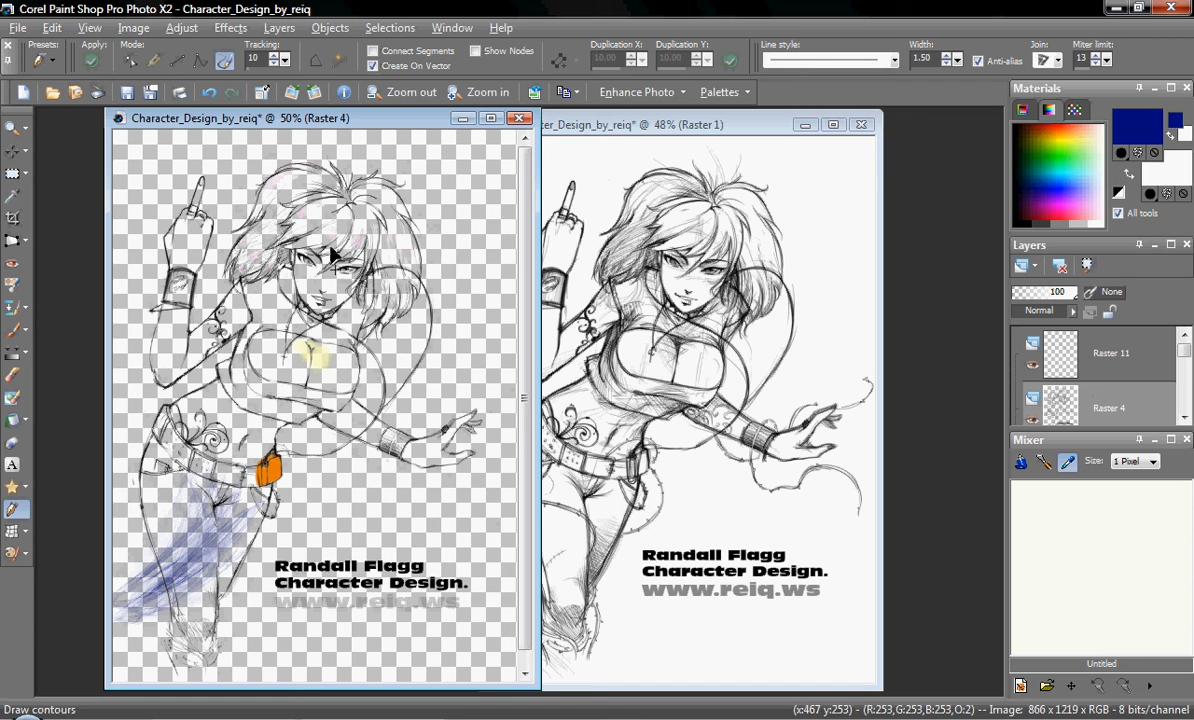 Corel Paint Shop Pro Photo X2 - Character_Design_by_reiq
File Edit View Image Adjust Effects Layers Objects Selections Window Help
Presets: Apply: Mode: Tracking: 10 Connect Segments Show Nodes Create On Vector Duplication X: 10.00 Duplication Y: 10.00 Line style: Width: 1.50 Anti-alias Join: Miter limit: 13
Zoom out Zoom in Enhance Photo Palettes
Character_Design_by_reiq* @ 50% (Raster 4)
ter_Design_by_reiq* @ 48% (Raster 1)
Randall Flagg
Character Design.
www.reiq.ws
Randall Flagg
Character Design.
www.reiq.ws
Materials
All tools
Layers
100 None
Normal
Raster 11
Raster 4
Mixer
Size: 1 Pixel
Untitled
Draw contours
(x:467 y:253) - (R:253,G:253,B:253,O:2) -- Image: 866 x 1219 x RGB - 8 bits/channel